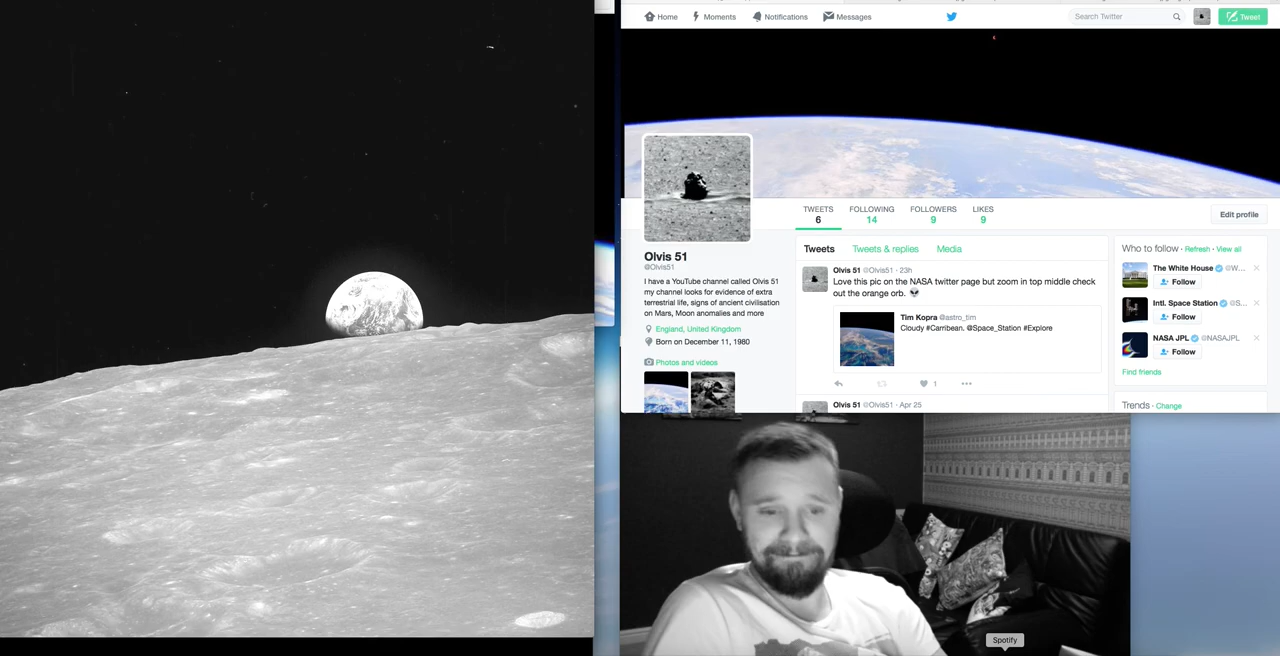 Home
Moments
Notifications
Messages
Search Twitter
Tweet
TWEETS
6
FOLLOWING
14
FOLLOWERS
9
LIKES
9
Edit profile
Olvis 51
@Olvis51
I have a YouTube channel called Olvis 51
my channel looks for evidence of extra
terrestrial life, signs of ancient civilisation
on Mars, Moon anomalies and more
England, United Kingdom
Born on December 11, 1980
Photos and videos
Tweets
Tweets & replies
Media
Olvis 51 @Olvis51 · 23h
Love this pic on the NASA twitter page but zoom in top middle check
out the orange orb. 👽
Tim Kopra @astro_tim
Cloudy #Carribean. @Space_Station #Explore
1
Olvis 51 @Olvis51 · Apr 25
Who to follow · Refresh · View all
The White House @W...
Follow
Intl. Space Station @S...
Follow
NASA JPL @NASAJPL
Follow
Find friends
Trends · Change
Spotify